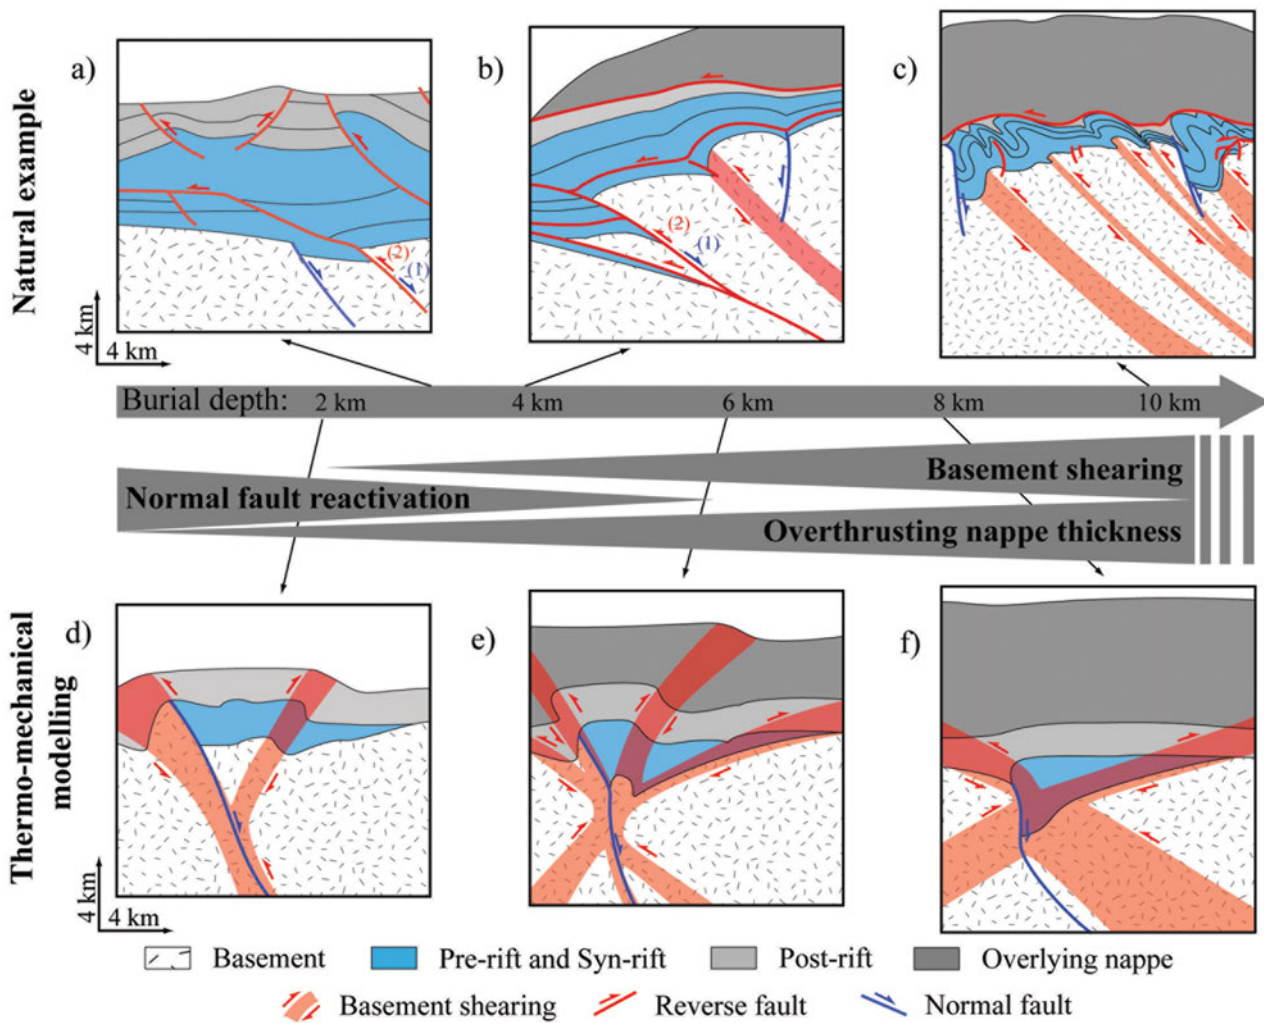 Natural example
a)
b)
c)
(2)
(1)
(2)
(1)
4 km
4 km
Burial depth: 2 km 4 km 6 km 8 km 10 km
Basement shearing
Normal fault reactivation
Overthrusting nappe thickness
Thermo-mechanical
modelling
d)
e)
f)
4 km
4 km
Basement Pre-rift and Syn-rift Post-rift Overlying nappe
Basement shearing Reverse fault Normal fault